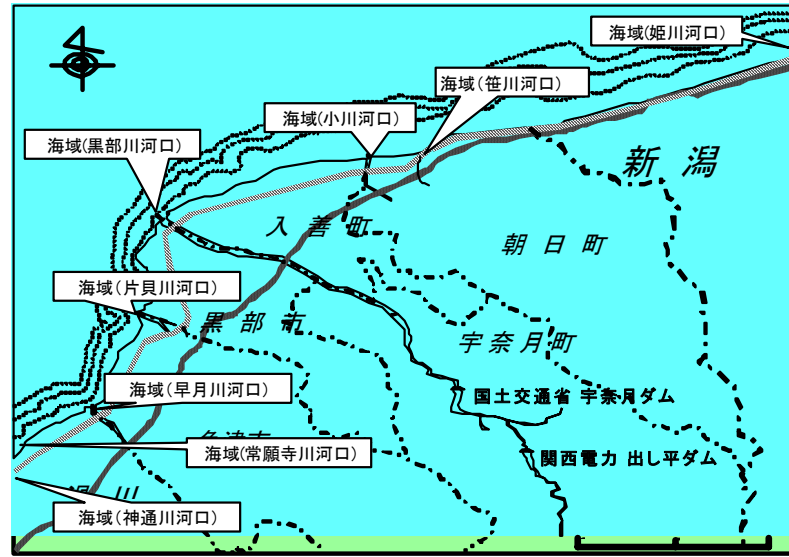 海域(姫川河口)
海域(笹川河口)
海域(小川河口)
海域(黒部川河口)
新潟
入善町
朝日町
海域(片貝川河口)
黒部市
宇奈月町
海域(早月川河口)
国土交通省 宇奈月ダム
海域(常願寺川河口)
関西電力 出し平ダム
海域(神通川河口)